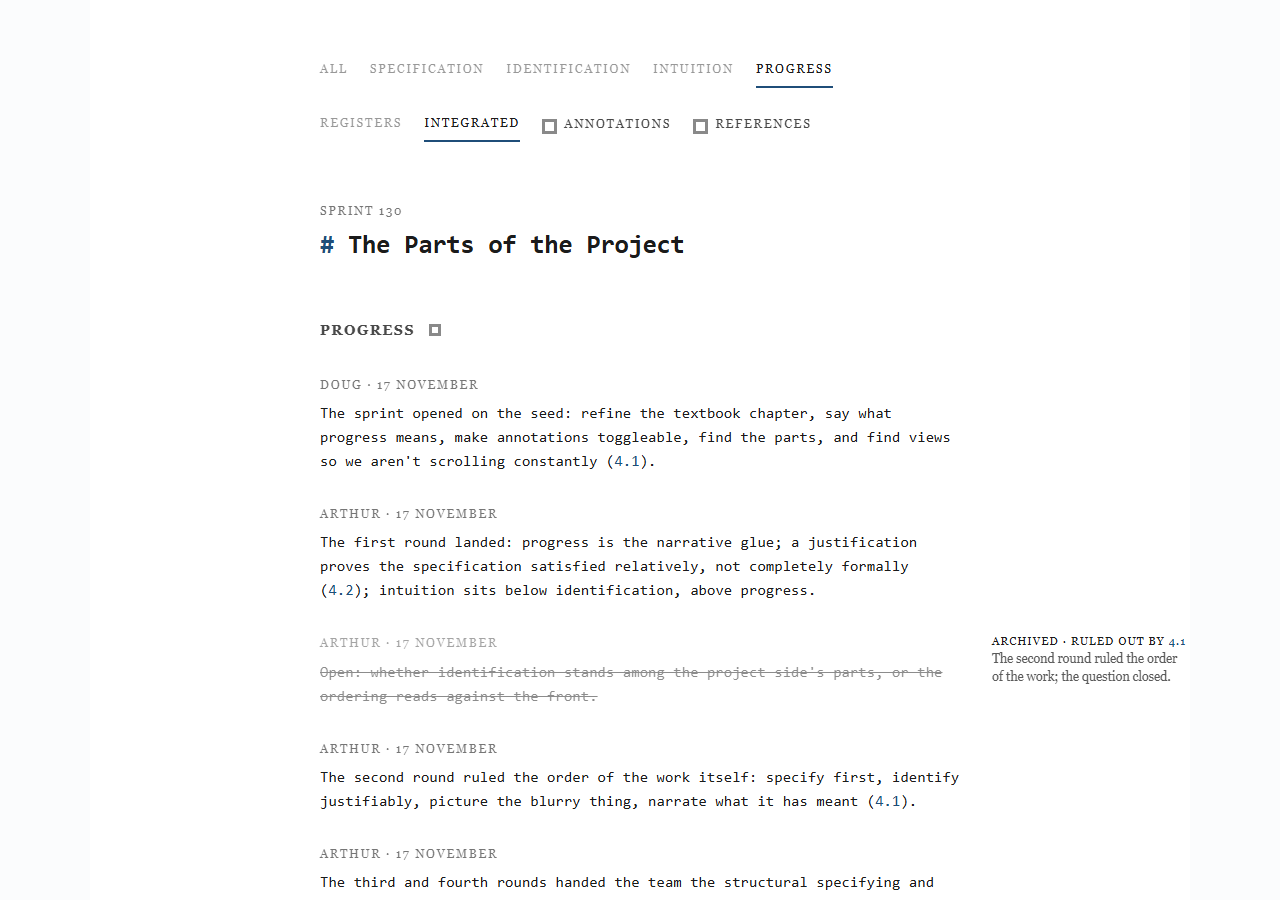 ALL SPECIFICATION IDENTIFICATION INTUITION PROGRESS
REGISTERS INTEGRATED ANNOTATIONS REFERENCES
SPRINT 130
# The Parts of the Project
PROGRESS
DOUG · 17 NOVEMBER
The sprint opened on the seed: refine the textbook chapter, say what
progress means, make annotations toggleable, find the parts, and find views
so we aren't scrolling constantly (4.1).
ARTHUR · 17 NOVEMBER
The first round landed: progress is the narrative glue; a justification
proves the specification satisfied relatively, not completely formally
(4.2); intuition sits below identification, above progress.
ARTHUR · 17 NOVEMBER
Open: whether identification stands among the project side's parts, or the
ordering reads against the front.
ARCHIVED · RULED OUT BY 4.1
The second round ruled the order
of the work; the question closed.
ARTHUR · 17 NOVEMBER
The second round ruled the order of the work itself: specify first, identify
justifiably, picture the blurry thing, narrate what it has meant (4.1).
ARTHUR · 17 NOVEMBER
The third and fourth rounds handed the team the structural specifying and